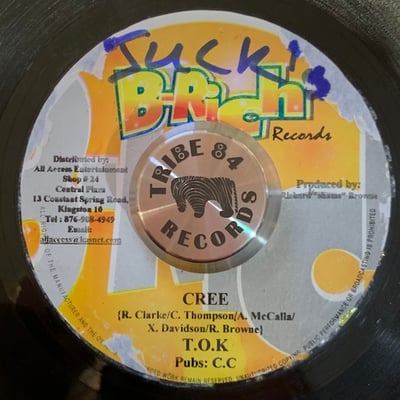 JUCK'S
B-Rich
Records
Distributed by:
All Access Entertainment
Shop # 24
Central Plaza
13 Constant Spring Road,
Kingston 10
Tel: 876-908-4949
Email:
Produced by:
Richard "Shams" Browne
TRIBE 84
RECORDS
CREE
{R. Clarke/C. Thompson/A. McCalla/
X. Davidson/R. Browne}
T.O.K
Pubs: C.C